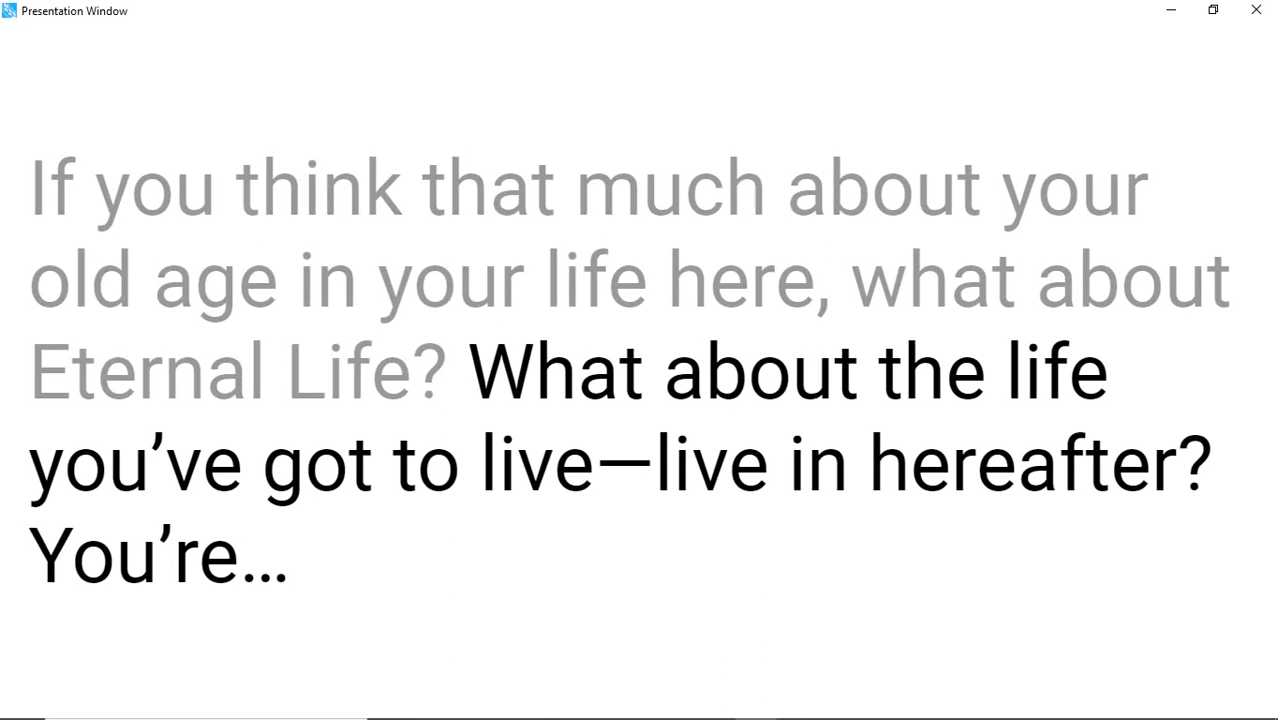 Presentation Window
If you think that much about your
old age in your life here, what about
Eternal Life? What about the life
you’ve got to live—live in hereafter?
You’re…